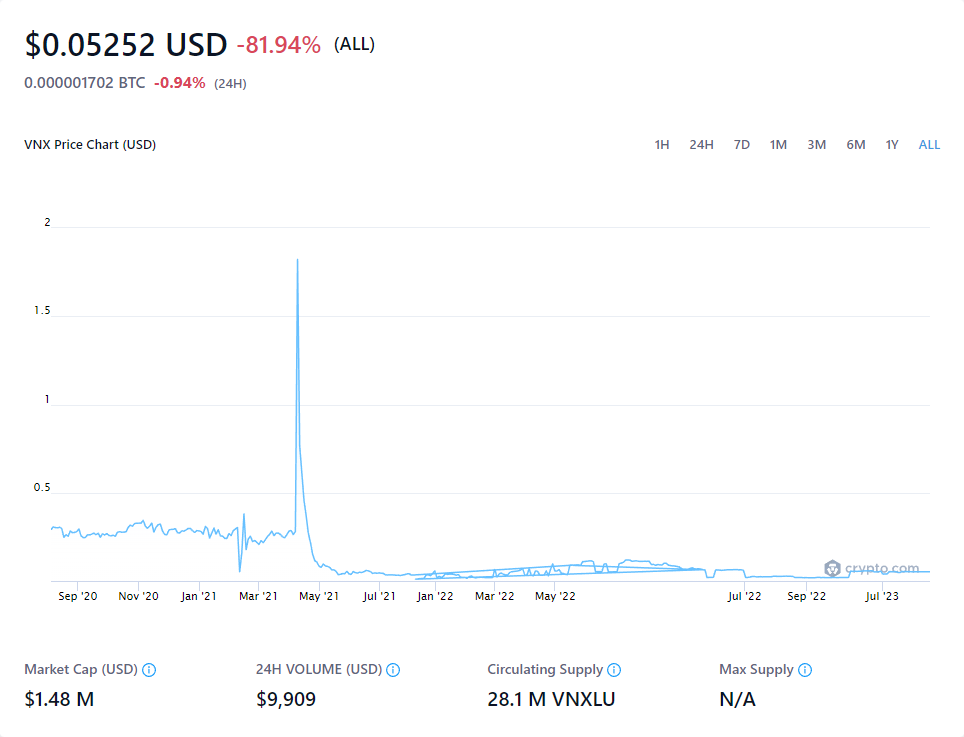 $0.05252 USD -81.94% (ALL)
0.000001702 BTC -0.94% (24H)
VNX Price Chart (USD) 1H 24H 7D 1M 3M 6M 1Y ALL
2
1.5
1
0.5
crypto.com
Sep '20 Nov '20 Jan '21 Mar '21 May '21 Jul '21 Jan '22 Mar '22 May '22 Jul '22 Sep '22 Jul '23
Market Cap (USD) 24H VOLUME (USD) Circulating Supply Max Supply
$1.48 M $9,909 28.1 M VNXLU N/A